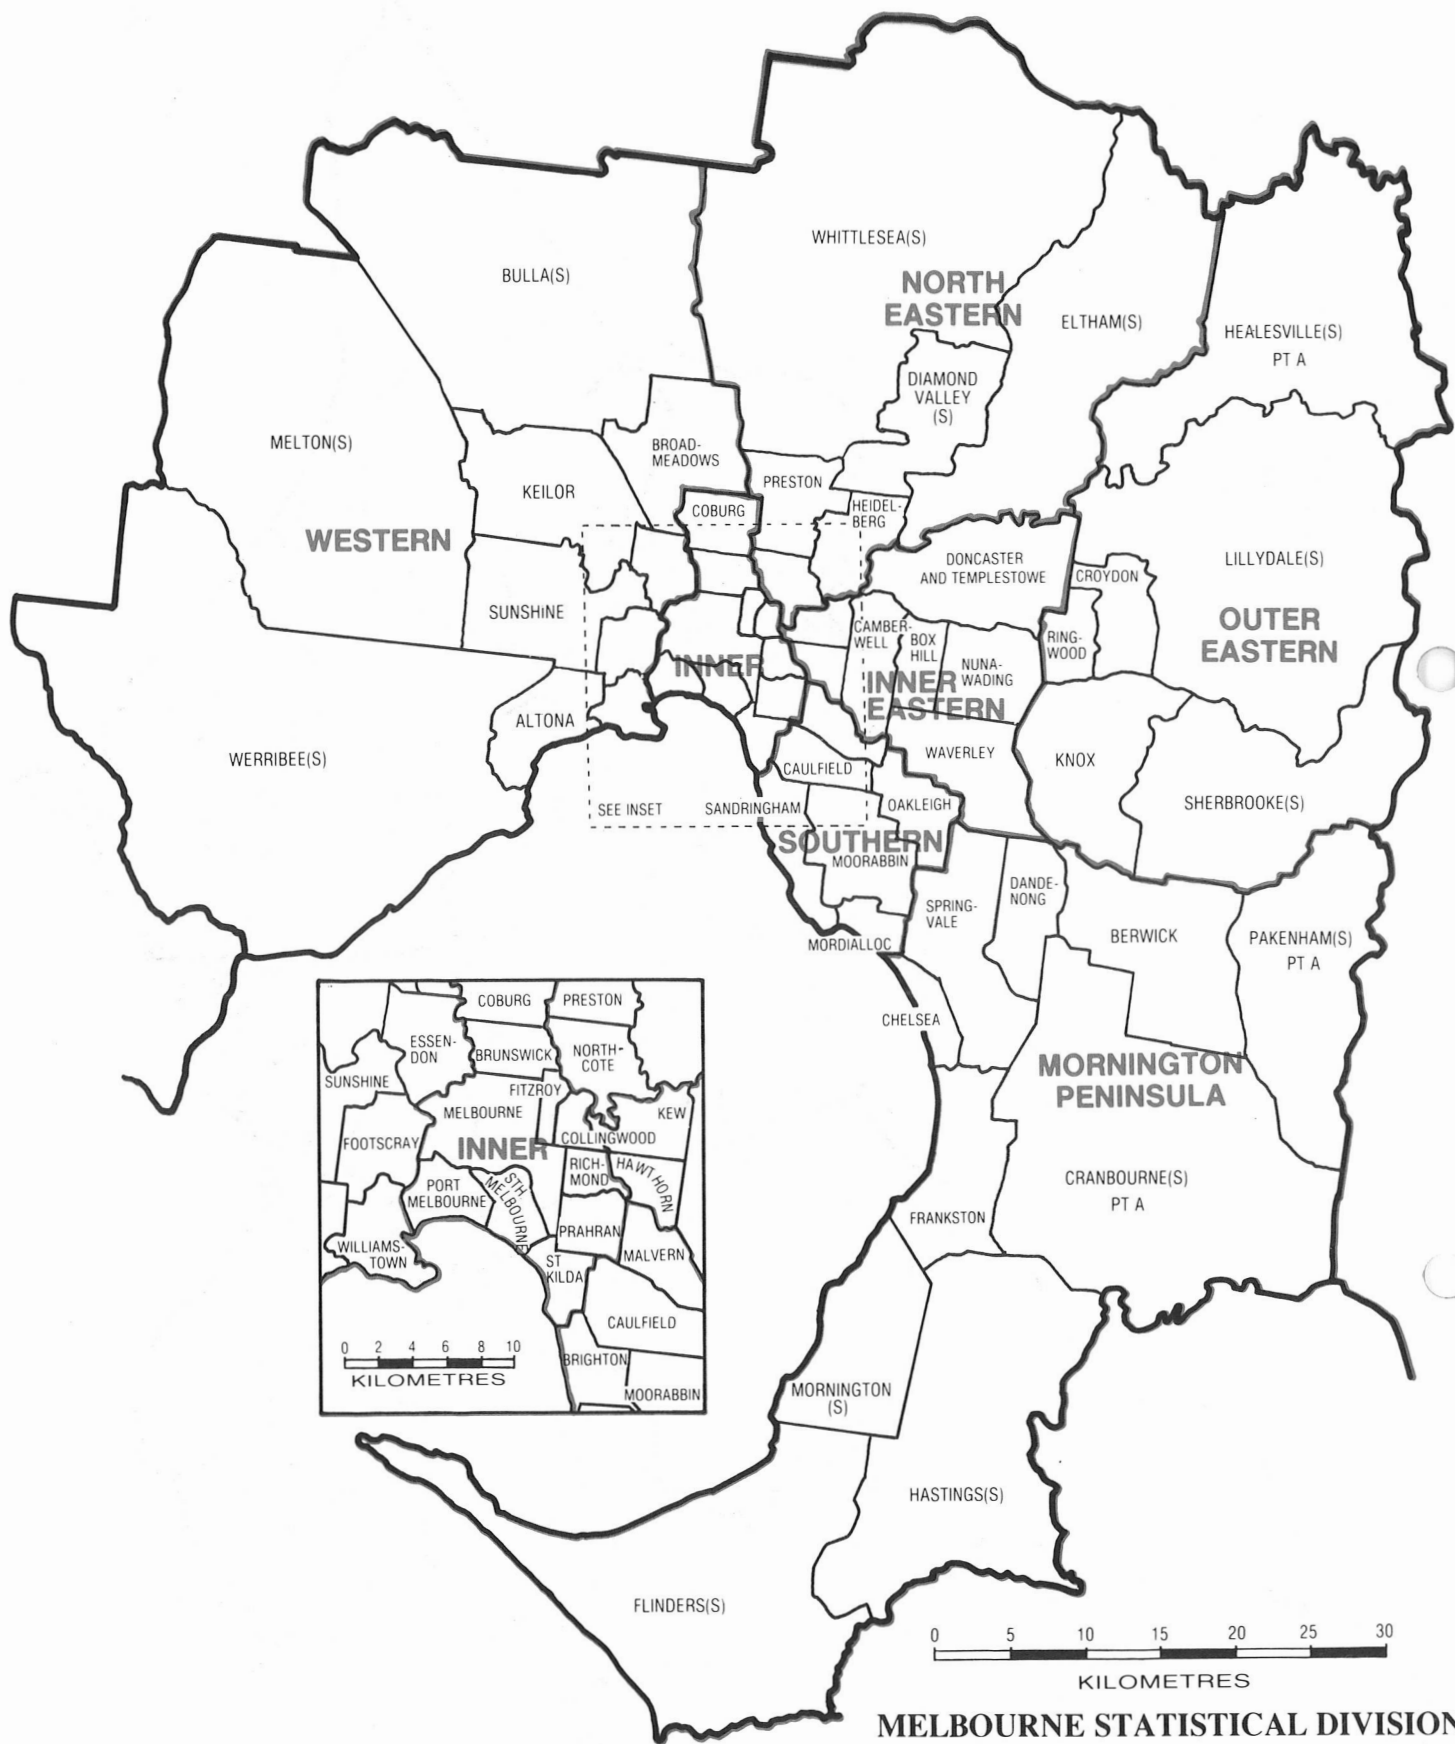 WHITTLESEA(S)
BULLA(S)
NORTH
EASTERN
ELTHAM(S)
HEALESVILLE(S)
PT A
DIAMOND
VALLEY
(S)
MELTON(S)
BROAD-
MEADOWS
KEILOR
PRESTON
COBURG
HEIDEL-
BERG
WESTERN
DONCASTER
AND TEMPLESTOWE
CROYDON
LILLYDALE(S)
SUNSHINE
OUTER
EASTERN
CAMBER-
WELL
BOX
HILL
RING-
WOOD
NUNA-
WADING
INNER
INNER
EASTERN
ALTONA
WERRIBEE(S)
WAVERLEY
KNOX
CAULFIELD
SHERBROOKE(S)
OAKLEIGH
SEE INSET
SANDRINGHAM
SOUTHERN
MOORABBIN
DANDE-
NONG
SPRING-
VALE
BERWICK
PAKENHAM(S)
PT A
MORDIALLOC
CHELSEA
MORNINGTON
PENINSULA
CRANBOURNE(S)
PT A
FRANKSTON
MORNINGTON
(S)
HASTINGS(S)
FLINDERS(S)
COBURG
PRESTON
ESSEN-
DON
BRUNSWICK
NORTH-
COTE
SUNSHINE
FITZROY
MELBOURNE
KEW
FOOTSCRAY
INNER
COLLINGWOOD
RICH-
MOND
HAWTHORN
PORT
MELBOURNE
STH
MELBOURNE
PRAHRAN
WILLIAMS-
TOWN
MALVERN
ST
KILDA
CAULFIELD
BRIGHTON
MOORABBIN
0 2 4 6 8 10
KILOMETRES
0 5 10 15 20 25 30
KILOMETRES
MELBOURNE STATISTICAL DIVISION